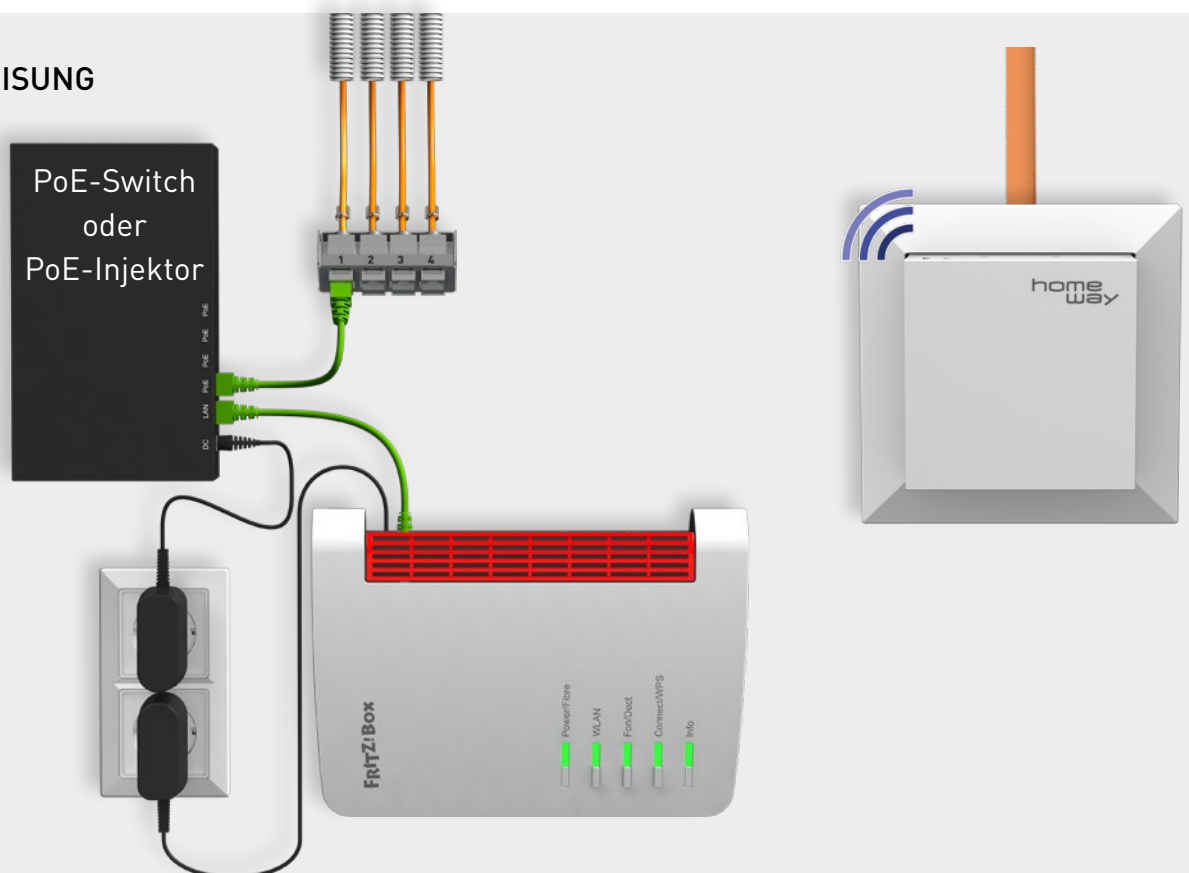 ISUNG
PoE-Switch
oder
PoE-Injektor
PoE
PoE
PoE
PoE
LAN
DC
1 2 3 4
home
way
FRITZ!Box
Power/Fibre
WLAN
Fon/Dect
Connect/WPS
Info